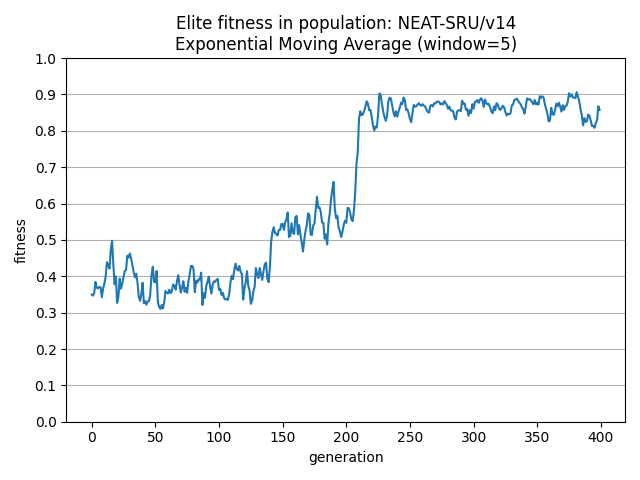 Elite fitness in population: NEAT-SRU/v14
Exponential Moving Average (window=5)
1.0
0.9
0.8
0.7
0.6
0.5
0.4
0.3
0.2
0.1
0.0
fitness
0 50 100 150 200 250 300 350 400
generation